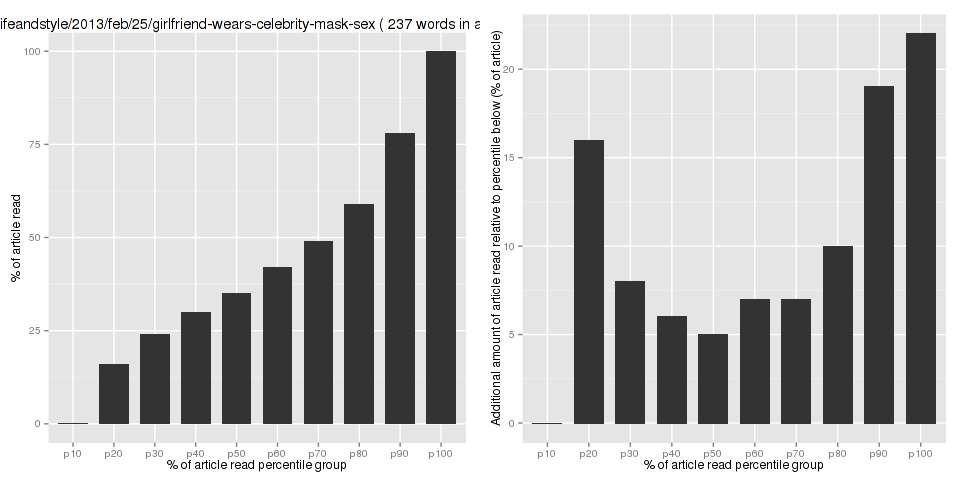 ifeandstyle/2013/feb/25/girlfriend-wears-celebrity-mask-sex ( 237 words in a
% of article read
100
75
50
25
0
p10 p20 p30 p40 p50 p60 p70 p80 p90 p100
% of article read percentile group
Additional amount of article read relative to percentile below (% of article)
20
15
10
5
0
p10 p20 p30 p40 p50 p60 p70 p80 p90 p100
% of article read percentile group